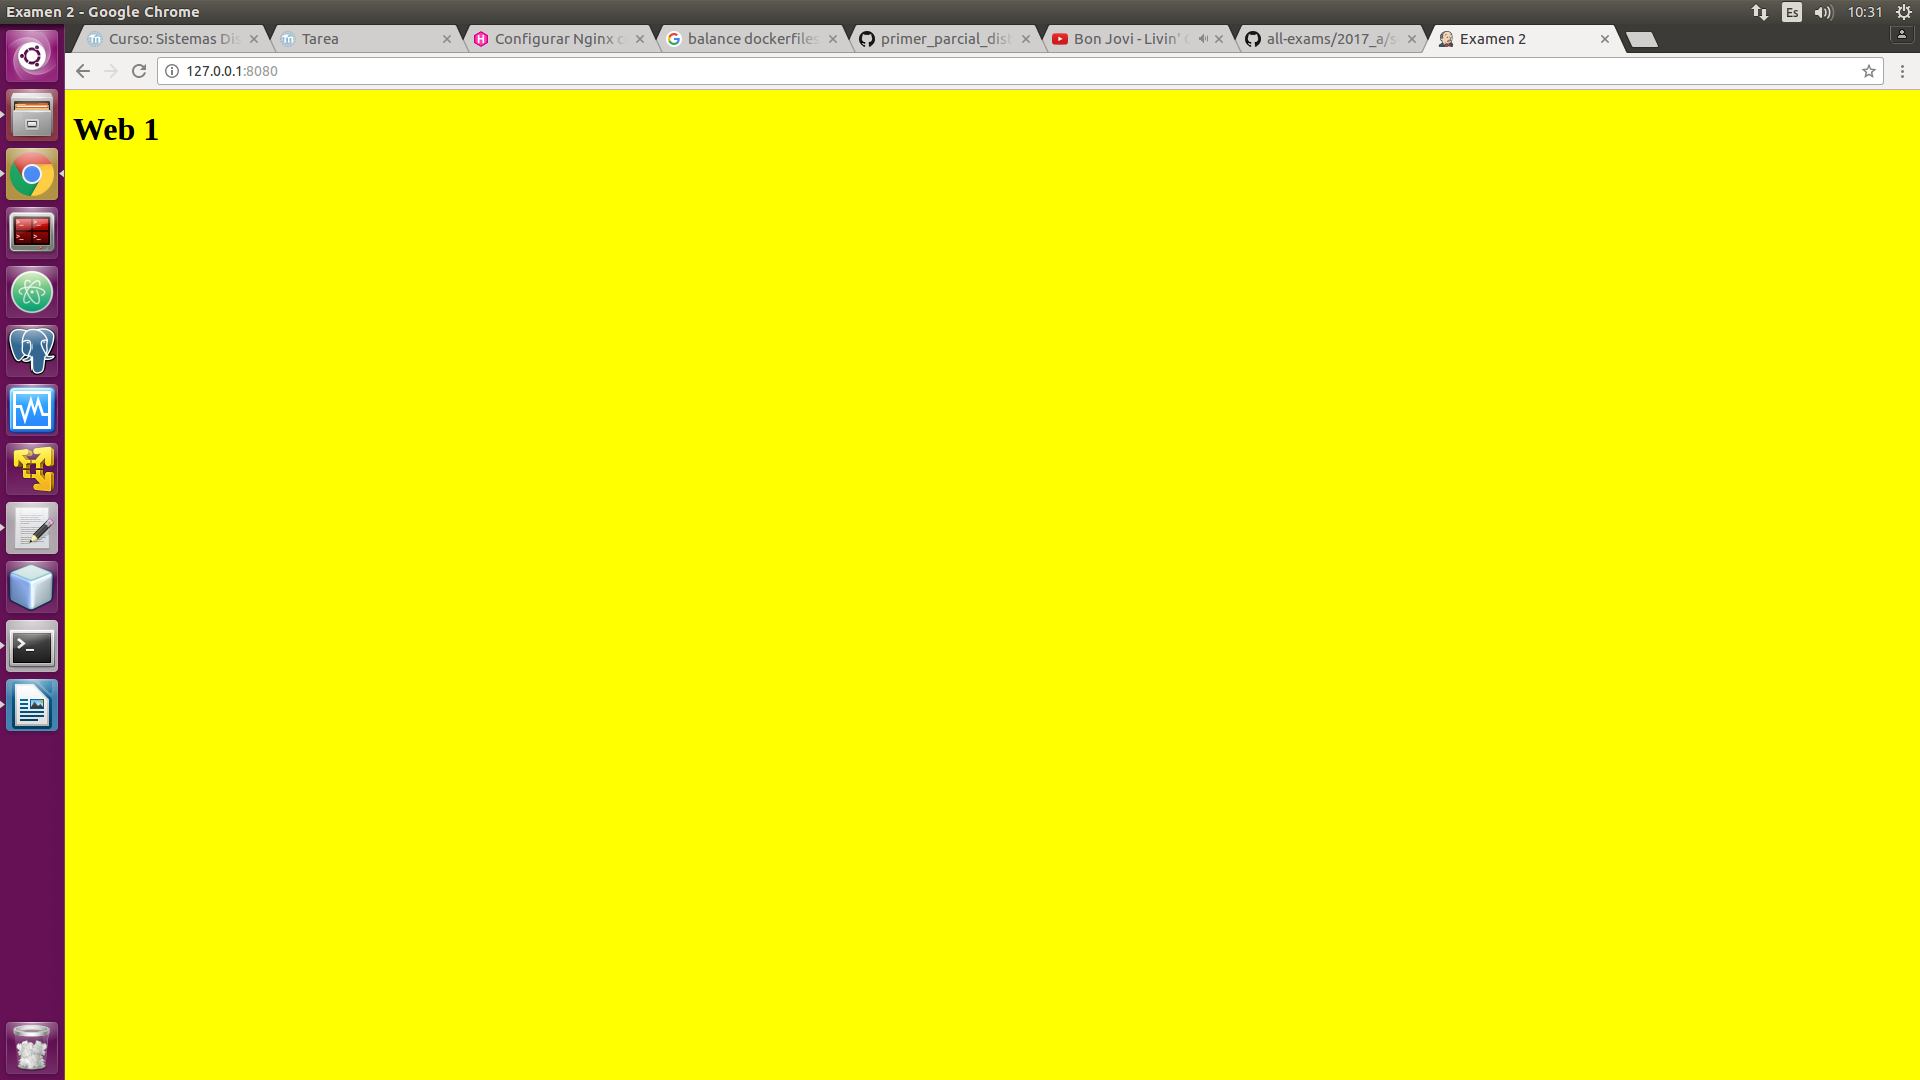 Examen 2 - Google Chrome
Es
10:31
Curso: Sistemas Di
Tarea
Configurar Nginx c
balance dockerfiles
primer_parcial_dist
Bon Jovi - Livin'
all-exams/2017_a/s
Examen 2
127.0.0.1:8080
Web 1